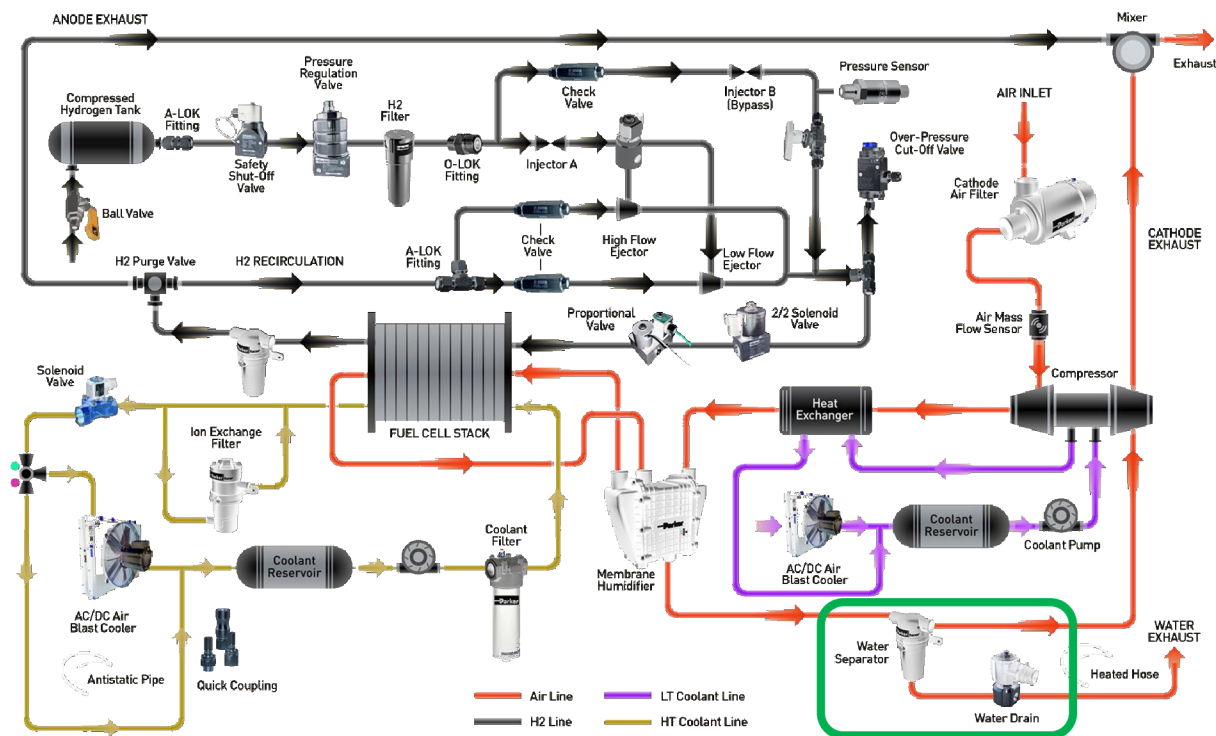 ANODE EXHAUST
Mixer
Exhaust
Pressure
Regulation
Valve
Compressed
Hydrogen Tank
A-LOK
Fitting
H2
Filter
Check
Valve
Injector B
(Bypass)
Pressure Sensor
AIR INLET
Safety
Shut-Off
Valve
O-LOK
Fitting
Injector A
Over-Pressure
Cut-Off Valve
Cathode
Air Filter
Parker
Ball Valve
A-LOK
Fitting
Check
Valve
High Flow
Ejector
Low Flow
Ejector
CATHODE
EXHAUST
H2 Purge Valve
H2 RECIRCULATION
Proportional
Valve
2/2 Solenoid
Valve
Air Mass
Flow Sensor
Solenoid
Valve
Compressor
Heat
Exchanger
FUEL CELL STACK
Ion Exchange
Filter
Parker
Coolant
Filter
Coolant
Reservoir
Coolant
Reservoir
Coolant Pump
AC/DC Air
Blast Cooler
Membrane
Humidifier
Parker
AC/DC Air
Blast Cooler
Antistatic Pipe
Quick Coupling
Water
Separator
WATER
EXHAUST
Heated Hose
Water Drain
Air Line
LT Coolant Line
H2 Line
HT Coolant Line